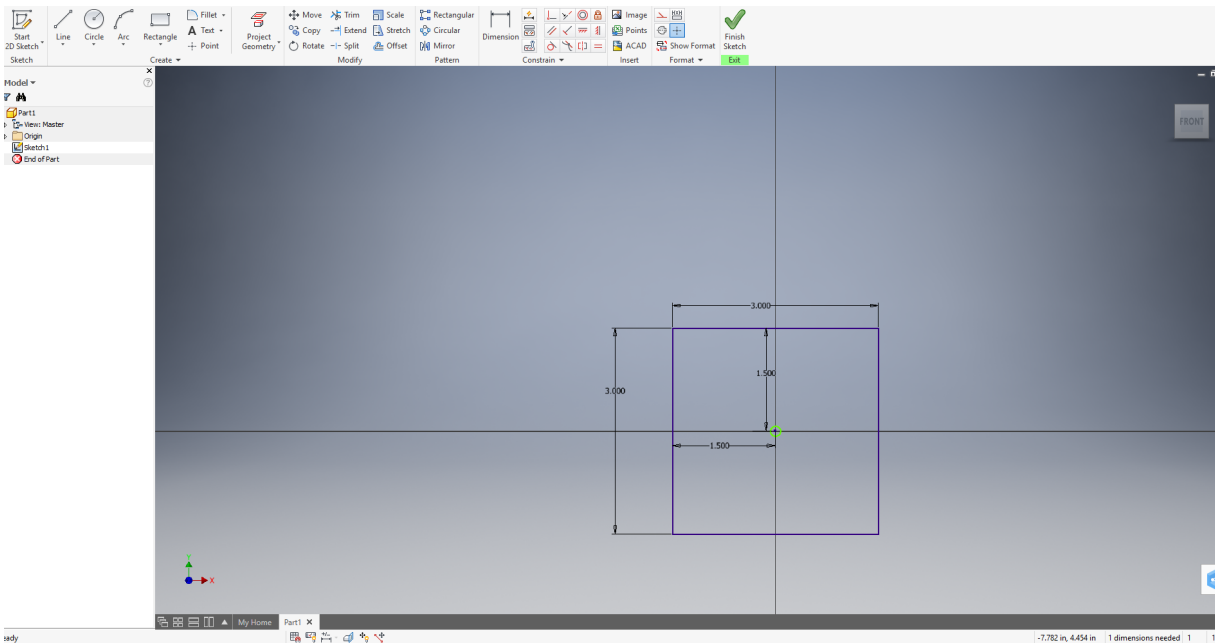 Fillet
Move Trim Scale Rectangular Image
Text
Copy Extend Stretch Circular Points
Start
2D Sketch
Line Circle Arc Rectangle
Point
Project
Geometry
Rotate Split Offset Mirror
Dimension
ACAD Show Format
Finish
Sketch
Sketch Create Modify Pattern Constrain Insert Format Exit
Model
Part1
View: Master
Origin
Sketch1
End of Part
FRONT
3.000
1.500
3.000
1.500
Y
X
My Home Part1
eady
-7.782 in, 4.454 in 1 dimensions needed 1 1